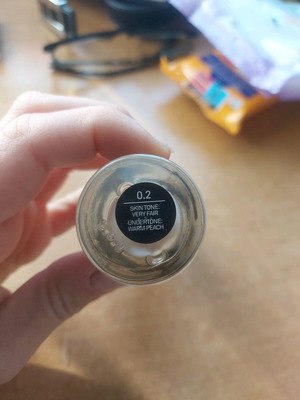 0.2
SKIN TONE:
VERY FAIR
UNDERTONE:
WARM PEACH